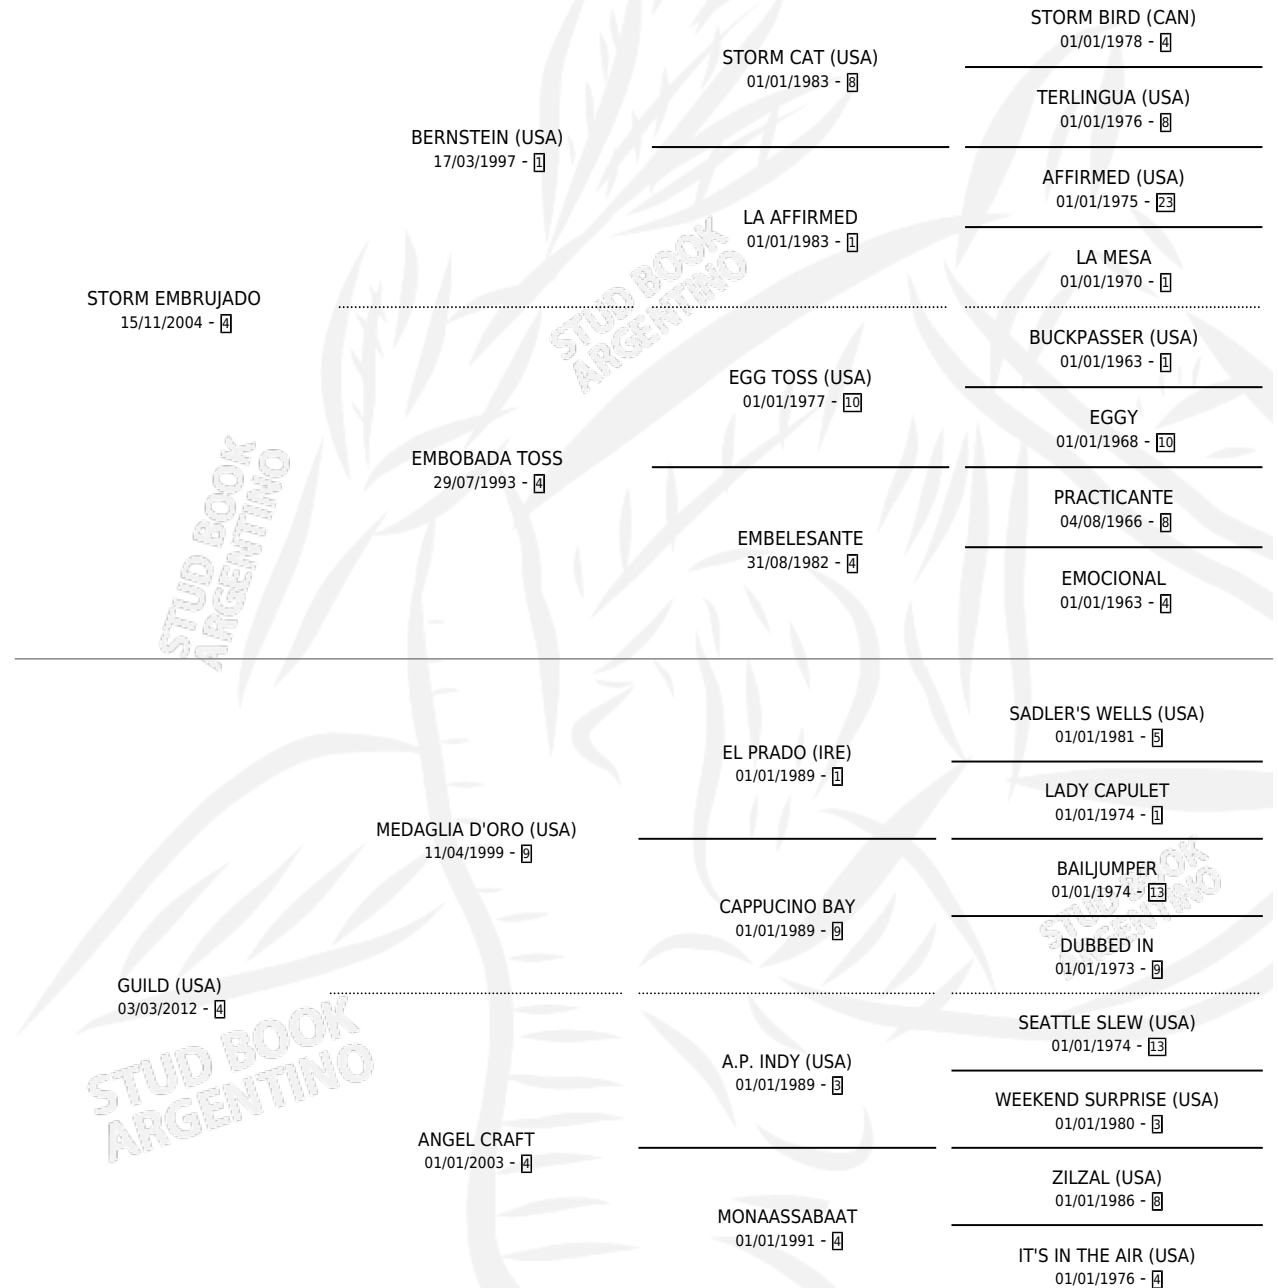 STORM BIRD (CAN)
01/01/1978 - 4
STORM CAT (USA)
01/01/1983 - 8
TERLINGUA (USA)
01/01/1976 - 8
BERNSTEIN (USA)
17/03/1997 - 1
AFFIRMED (USA)
01/01/1975 - 23
LA AFFIRMED
01/01/1983 - 1
LA MESA
01/01/1970 - 1
STORM EMBRUJADO
15/11/2004 - 4
STUD BOOK
ARGENTINO
BUCKPASSER (USA)
01/01/1963 - 1
EGG TOSS (USA)
01/01/1977 - 10
EGGY
01/01/1968 - 10
EMBOBADA TOSS
29/07/1993 - 4
PRACTICANTE
04/08/1966 - 8
EMBELESANTE
31/08/1982 - 4
EMOCIONAL
01/01/1963 - 4
STUD BOOK
ARGENTINO
SADLER'S WELLS (USA)
01/01/1981 - 5
EL PRADO (IRE)
01/01/1989 - 1
LADY CAPULET
01/01/1974 - 1
MEDAGLIA D'ORO (USA)
11/04/1999 - 9
BAILJUMPER
01/01/1974 - 13
CAPPUCINO BAY
01/01/1989 - 9
STUD BOOK
ARGENTINO
DUBBED IN
01/01/1973 - 9
GUILD (USA)
03/03/2012 - 4
SEATTLE SLEW (USA)
01/01/1974 - 13
A.P. INDY (USA)
01/01/1989 - 3
STUD BOOK
ARGENTINO
WEEKEND SURPRISE (USA)
01/01/1980 - 3
ANGEL CRAFT
01/01/2003 - 4
ZILZAL (USA)
01/01/1986 - 8
MONAASSABAAT
01/01/1991 - 4
IT'S IN THE AIR (USA)
01/01/1976 - 4